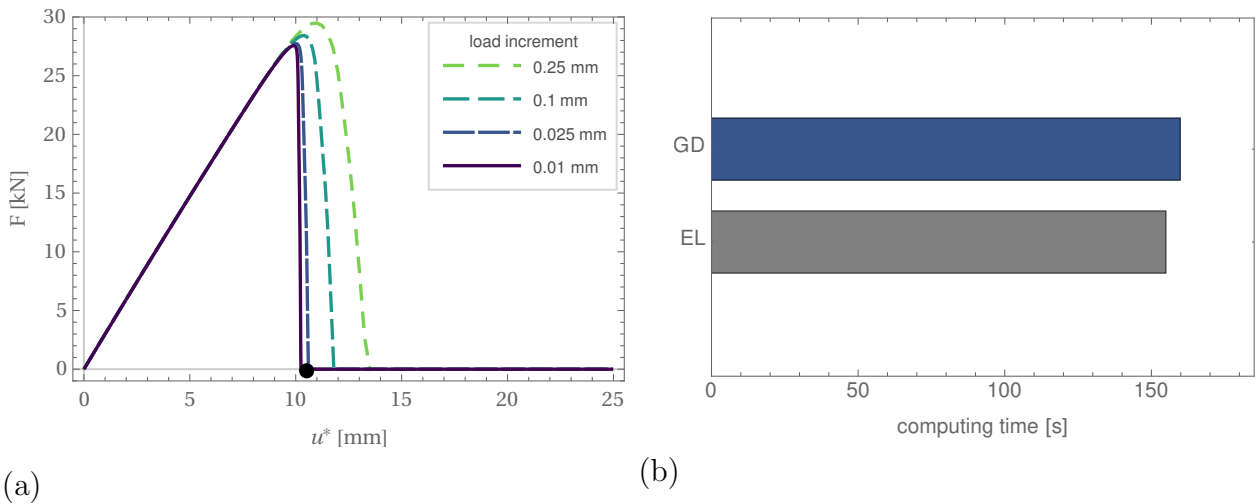 30
25
20
15
10
5
0
F [kN]
0 5 10 15 20 25
u* [mm]
load increment
0.25 mm
0.1 mm
0.025 mm
0.01 mm
(a)
GD
EL
0 50 100 150
computing time [s]
(b)